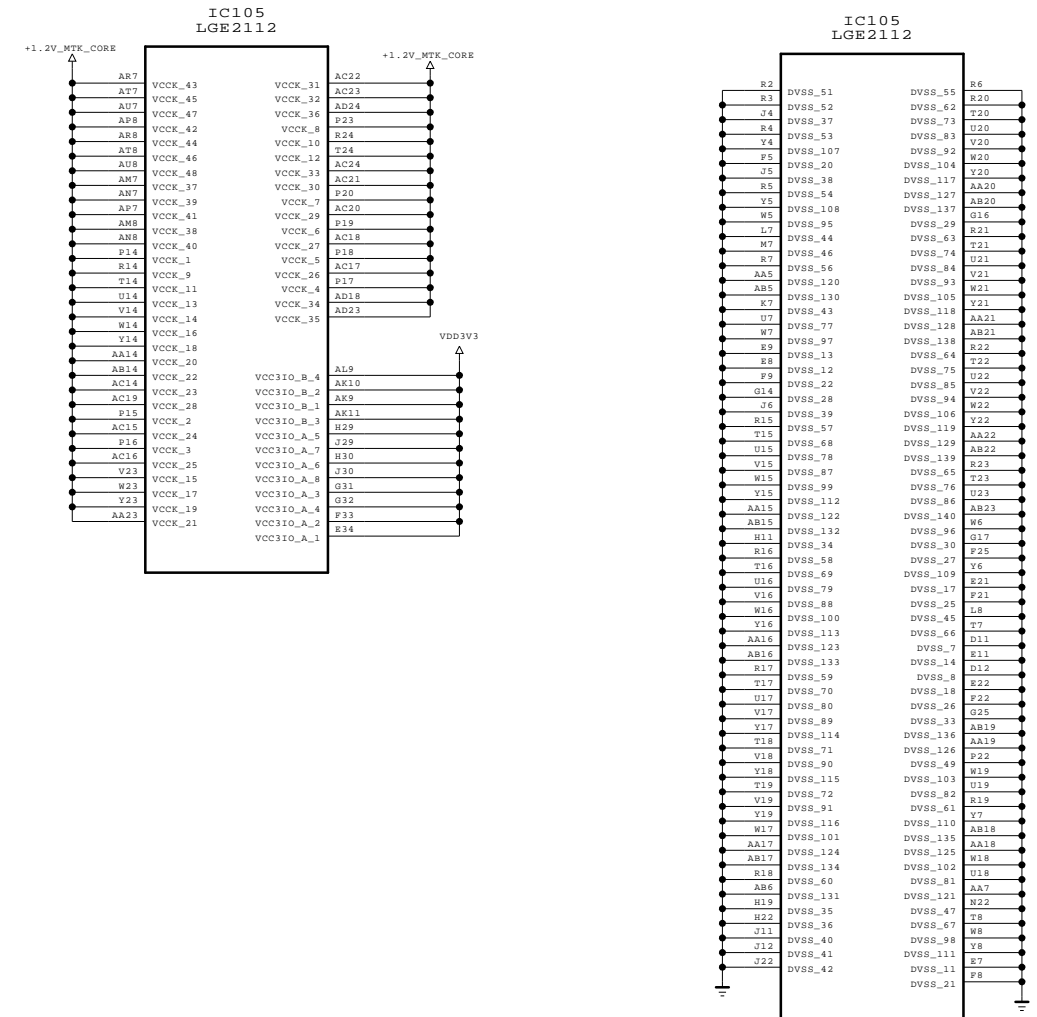 IC105
LGE2112
+1.2V_MTK_CORE
+1.2V_MTK_CORE
AR7 VCCK_43
AT7 VCCK_45
AU7 VCCK_47
AP8 VCCK_42
AR8 VCCK_44
AT8 VCCK_46
AU8 VCCK_48
AM7 VCCK_37
AN7 VCCK_39
AP7 VCCK_41
AM8 VCCK_38
AN8 VCCK_40
P14 VCCK_1
R14 VCCK_9
T14 VCCK_11
U14 VCCK_13
V14 VCCK_14
W14 VCCK_16
Y14 VCCK_18
AA14 VCCK_20
AB14 VCCK_22
AC14 VCCK_23
AC19 VCCK_28
P15 VCCK_2
AC15 VCCK_24
P16 VCCK_3
AC16 VCCK_25
V23 VCCK_15
W23 VCCK_17
Y23 VCCK_19
AA23 VCCK_21
VCCK_31 AC22
VCCK_32 AC23
VCCK_36 AD24
VCCK_8 P23
VCCK_10 R24
VCCK_12 T24
VCCK_33 AC24
VCCK_30 AC21
VCCK_7 P20
VCCK_29 AC20
VCCK_6 P19
VCCK_27 AC18
VCCK_5 P18
VCCK_26 AC17
VCCK_4 P17
VCCK_34 AD18
VCCK_35 AD23
VDD3V3
VCC3IO_B_4 AL9
VCC3IO_B_2 AK10
VCC3IO_B_1 AK9
VCC3IO_B_3 AK11
VCC3IO_A_5 H29
VCC3IO_A_7 J29
VCC3IO_A_6 H30
VCC3IO_A_8 J30
VCC3IO_A_3 G31
VCC3IO_A_4 G32
VCC3IO_A_2 F33
VCC3IO_A_1 E34
IC105
LGE2112
R2 DVSS_51
R3 DVSS_52
J4 DVSS_37
R4 DVSS_53
Y4 DVSS_107
F5 DVSS_20
J5 DVSS_38
R5 DVSS_54
Y5 DVSS_108
W5 DVSS_95
L7 DVSS_44
M7 DVSS_46
R7 DVSS_56
AA5 DVSS_120
AB5 DVSS_130
K7 DVSS_43
U7 DVSS_77
W7 DVSS_97
E9 DVSS_13
E8 DVSS_12
F9 DVSS_22
G14 DVSS_28
J6 DVSS_39
R15 DVSS_57
T15 DVSS_68
U15 DVSS_78
V15 DVSS_87
W15 DVSS_99
Y15 DVSS_112
AA15 DVSS_122
AB15 DVSS_132
H11 DVSS_34
R16 DVSS_58
T16 DVSS_69
U16 DVSS_79
V16 DVSS_88
W16 DVSS_100
Y16 DVSS_113
AA16 DVSS_123
AB16 DVSS_133
R17 DVSS_59
T17 DVSS_70
U17 DVSS_80
V17 DVSS_89
Y17 DVSS_114
T18 DVSS_71
V18 DVSS_90
Y18 DVSS_115
T19 DVSS_72
V19 DVSS_91
Y19 DVSS_116
W17 DVSS_101
AA17 DVSS_124
AB17 DVSS_134
R18 DVSS_60
AB6 DVSS_131
H19 DVSS_35
H22 DVSS_36
J11 DVSS_40
J12 DVSS_41
J22 DVSS_42
DVSS_55 R6
DVSS_62 R20
DVSS_73 T20
DVSS_83 U20
DVSS_92 V20
DVSS_104 W20
DVSS_117 Y20
DVSS_127 AA20
DVSS_137 AB20
DVSS_29 G16
DVSS_63 R21
DVSS_74 T21
DVSS_84 U21
DVSS_93 V21
DVSS_105 W21
DVSS_118 Y21
DVSS_128 AA21
DVSS_138 AB21
DVSS_64 R22
DVSS_75 T22
DVSS_85 U22
DVSS_94 V22
DVSS_106 W22
DVSS_119 Y22
DVSS_129 AA22
DVSS_139 AB22
DVSS_65 R23
DVSS_76 T23
DVSS_86 U23
DVSS_140 AB23
DVSS_96 W6
DVSS_30 G17
DVSS_27 F25
DVSS_109 Y6
DVSS_17 E21
DVSS_25 F21
DVSS_45 L8
DVSS_66 T7
DVSS_7 D11
DVSS_14 E11
DVSS_8 D12
DVSS_18 E22
DVSS_26 F22
DVSS_33 G25
DVSS_136 AB19
DVSS_126 AA19
DVSS_49 P22
DVSS_103 W19
DVSS_82 U19
DVSS_61 R19
DVSS_110 Y7
DVSS_135 AB18
DVSS_125 AA18
DVSS_102 W18
DVSS_81 U18
DVSS_121 AA7
DVSS_47 N22
DVSS_67 T8
DVSS_98 W8
DVSS_111 Y8
DVSS_11 E7
DVSS_21 F8